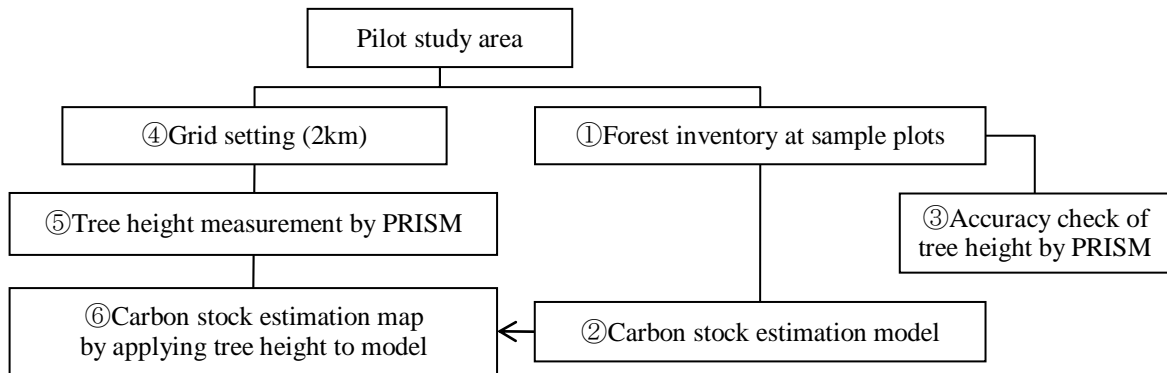 Pilot study area
④Grid setting (2km)
①Forest inventory at sample plots
⑤Tree height measurement by PRISM
③Accuracy check of
tree height by PRISM
⑥Carbon stock estimation map
by applying tree height to model
②Carbon stock estimation model